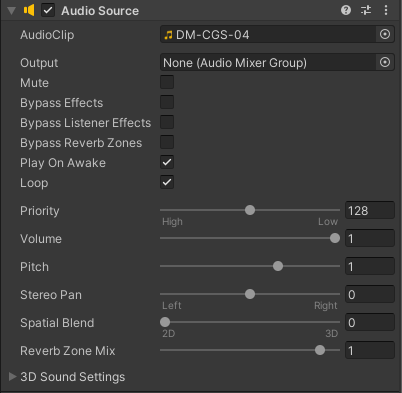 Audio Source
AudioClip DM-CGS-04
Output None (Audio Mixer Group)
Mute
Bypass Effects
Bypass Listener Effects
Bypass Reverb Zones
Play On Awake
Loop
Priority 128
High Low
Volume 1
Pitch 1
Stereo Pan 0
Left Right
Spatial Blend 0
2D 3D
Reverb Zone Mix 1
3D Sound Settings